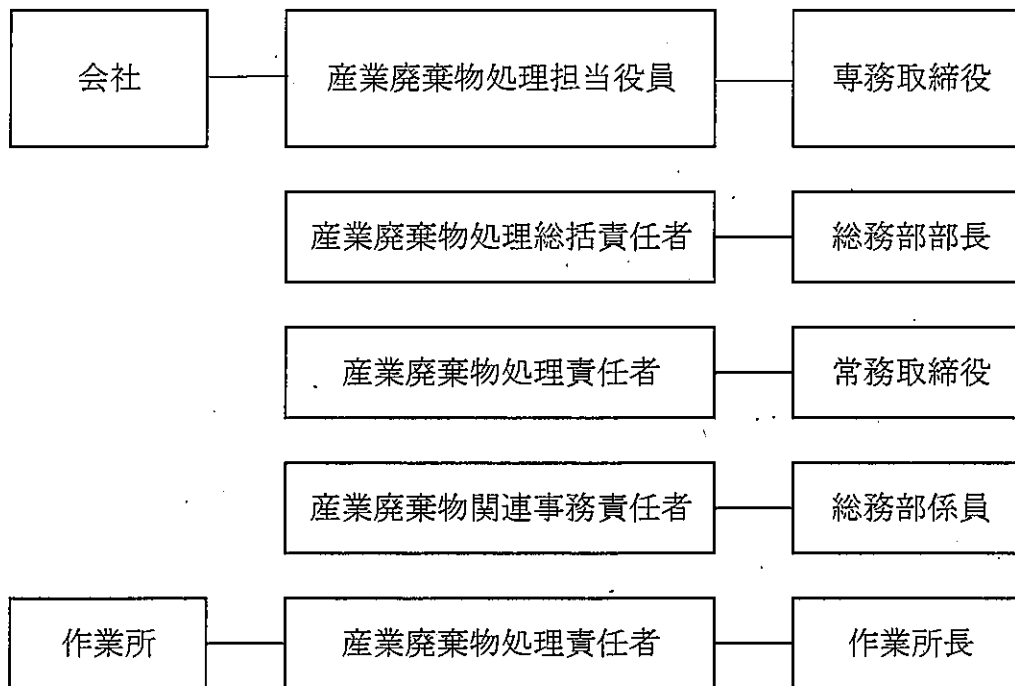 会社 産業廃棄物処理担当役員 専務取締役
産業廃棄物処理総括責任者 総務部部長
産業廃棄物処理責任者 常務取締役
産業廃棄物関連事務責任者 総務部係員
作業所 産業廃棄物処理責任者 作業所長